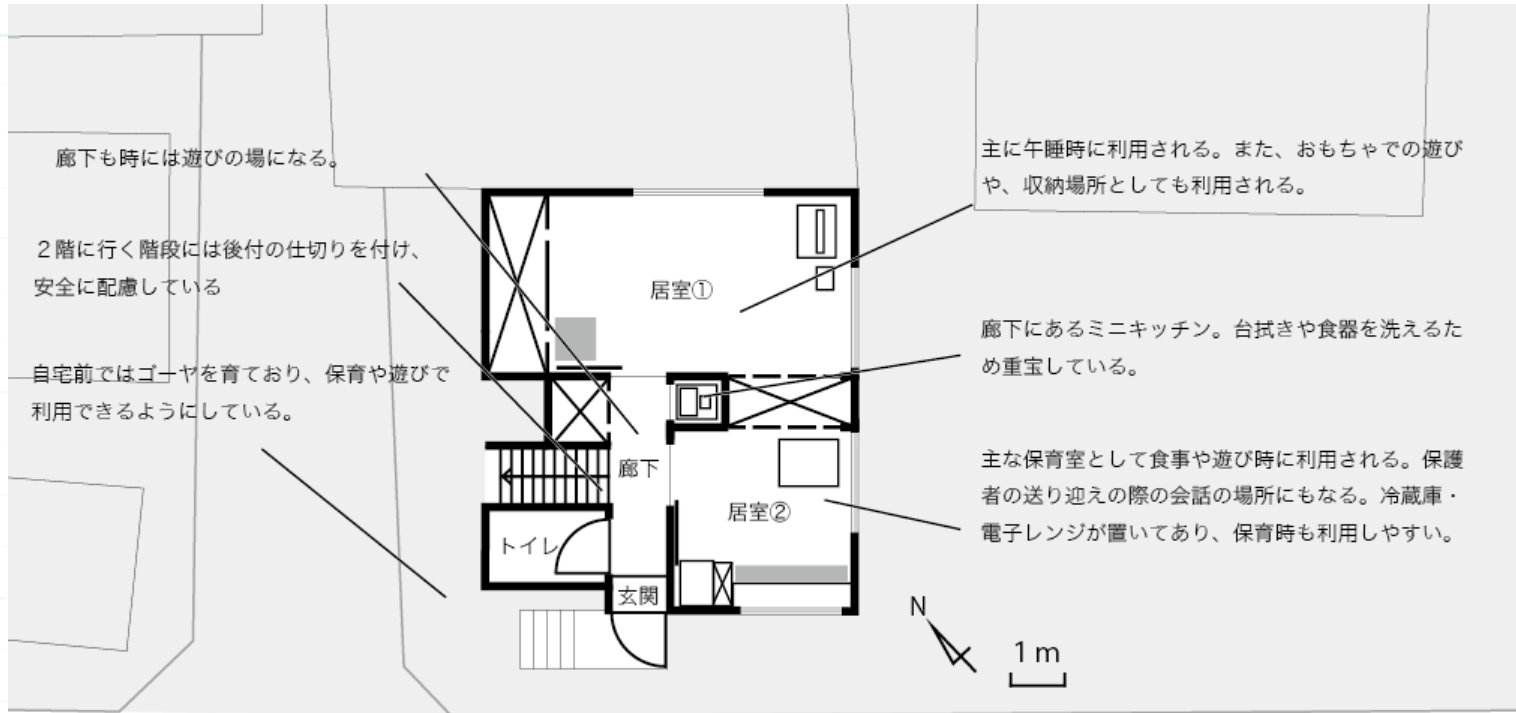 廊下も時には遊びの場になる。
２階に行く階段には後付の仕切りを付け、
安全に配慮している
自宅前ではゴーヤを育ており、保育や遊びで
利用できるようにしている。
主に午睡時に利用される。また、おもちゃでの遊び
や、収納場所としても利用される。
廊下にあるミニキッチン。台拭きや食器を洗えるた
め重宝している。
主な保育室として食事や遊び時に利用される。保護
者の送り迎えの際の会話の場所にもなる。冷蔵庫・
電子レンジが置いてあり、保育時も利用しやすい。
居室①
廊下
居室②
トイレ
玄関
N
1 m